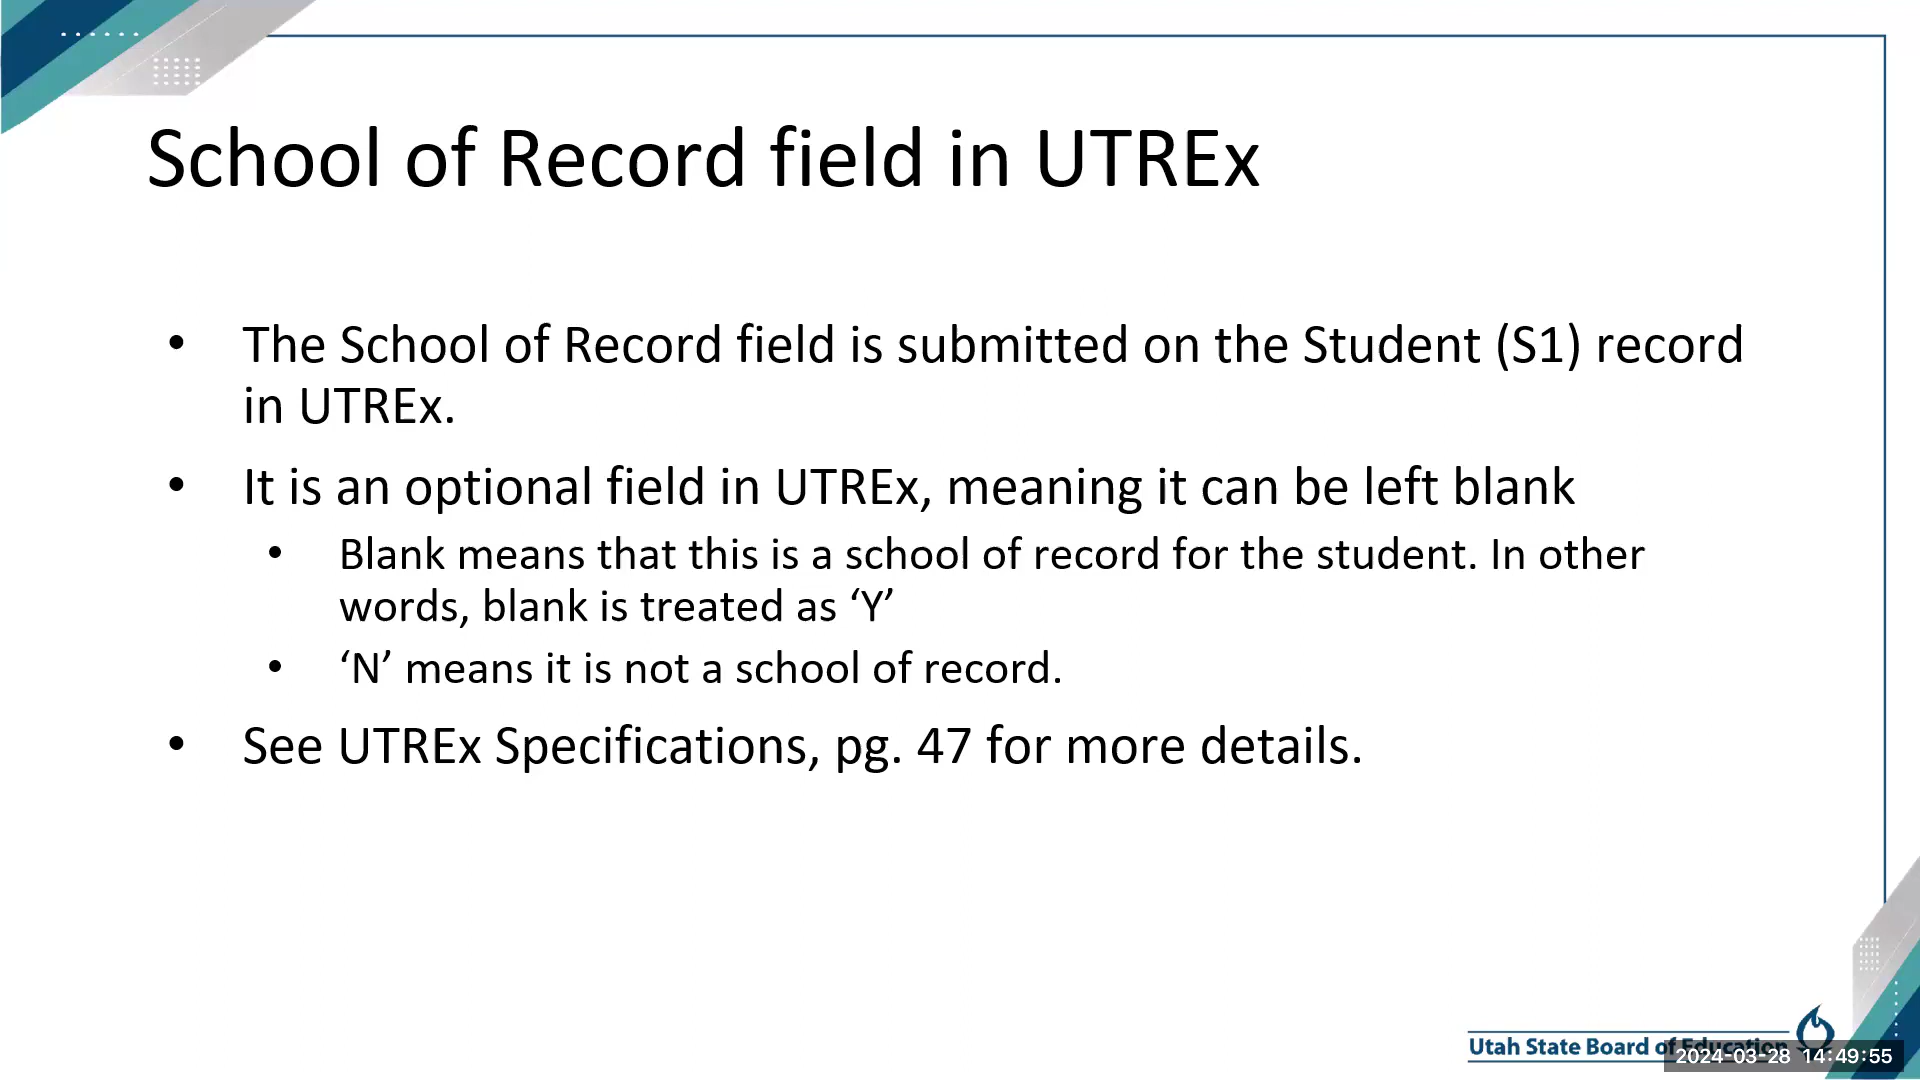 School of Record field in UTREx
• The School of Record field is submitted on the Student (S1) record
in UTREx.
• It is an optional field in UTREx, meaning it can be left blank
• Blank means that this is a school of record for the student. In other
words, blank is treated as ‘Y’
• ‘N’ means it is not a school of record.
• See UTREx Specifications, pg. 47 for more details.
Utah State Board of Education
2024-03-28 14:49:55